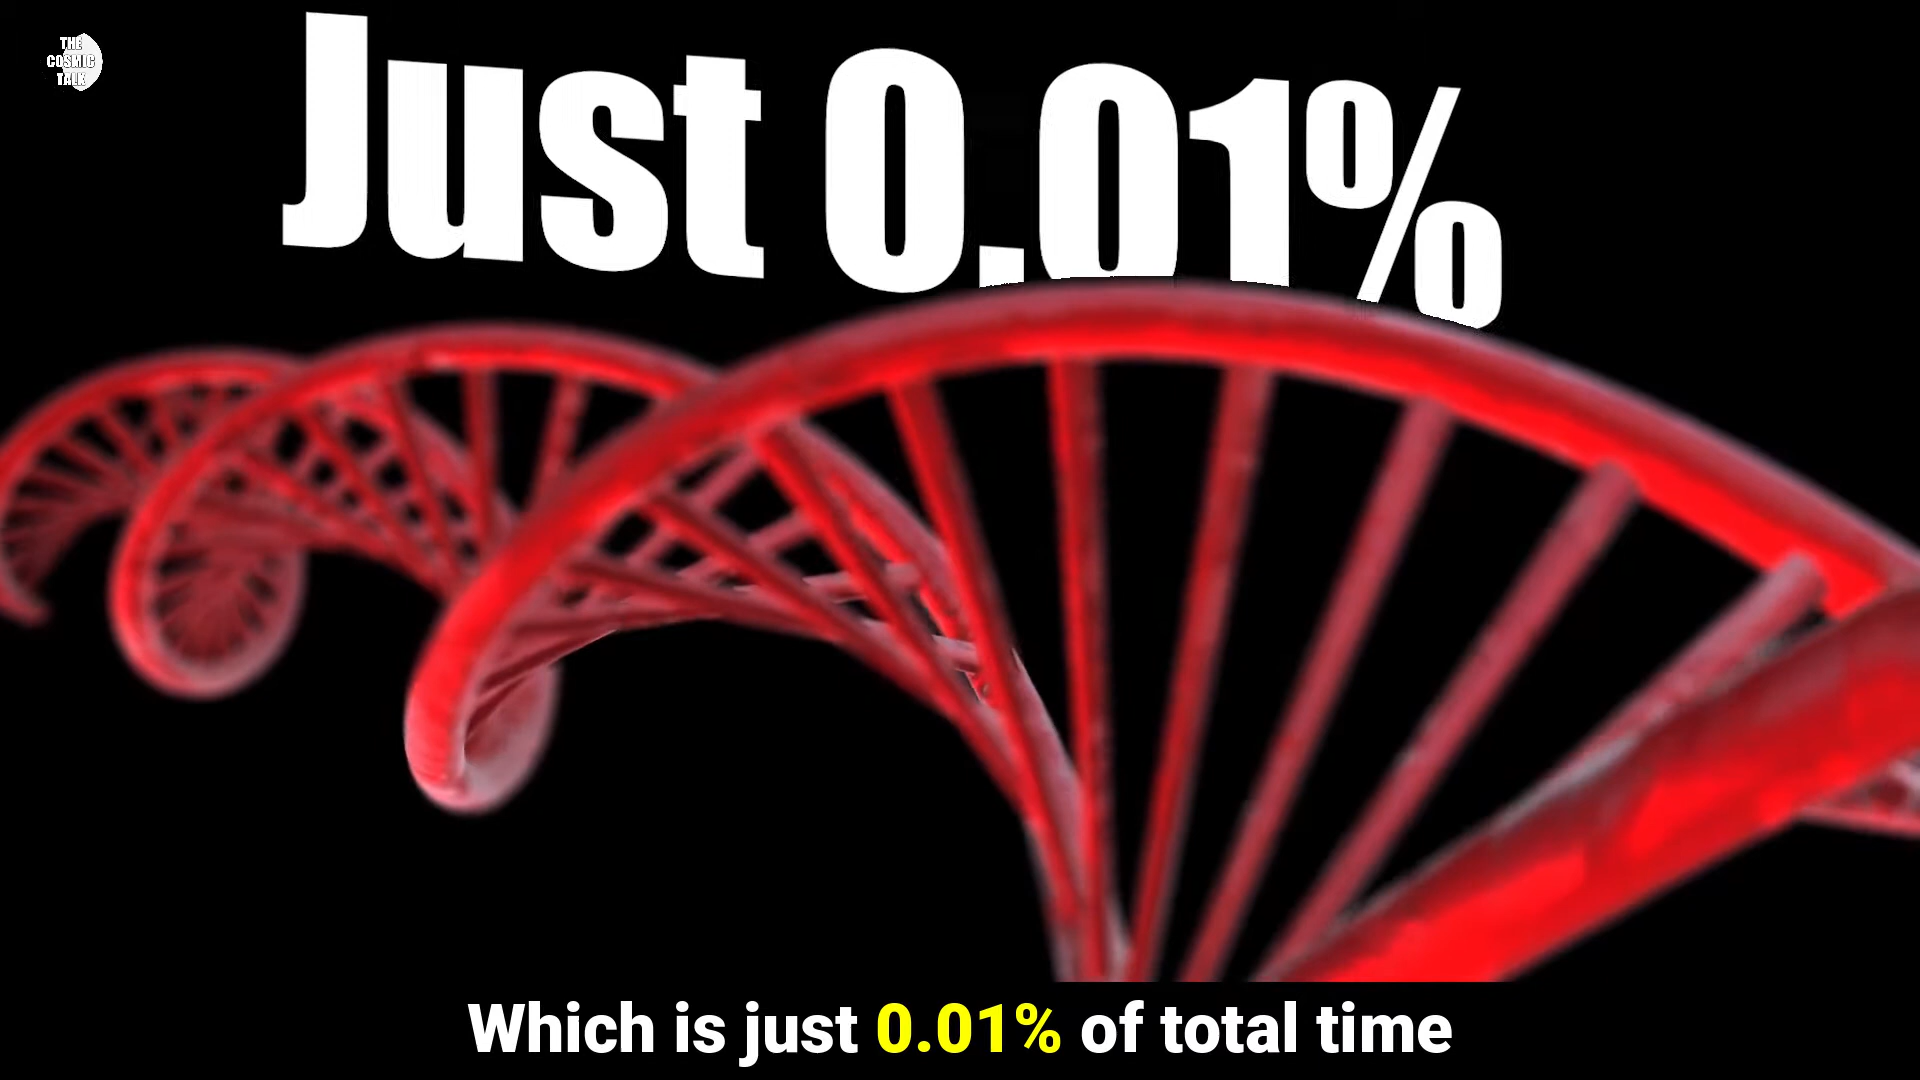 THE
COSMIC
TALK
Just 0.01%
Which is just 0.01% of total time